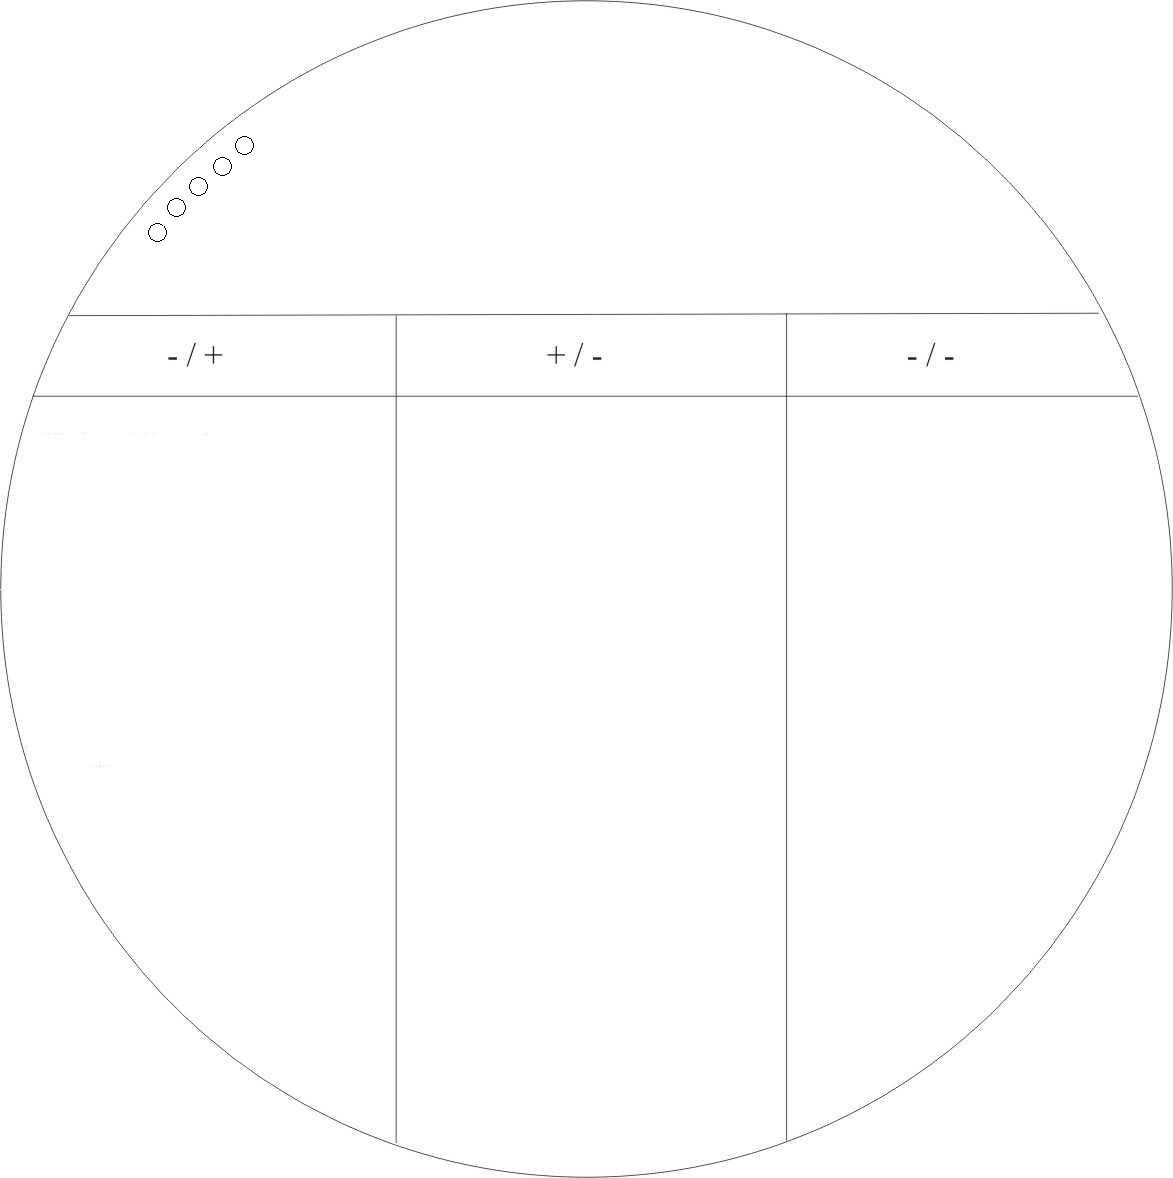 - / + + / - - / -